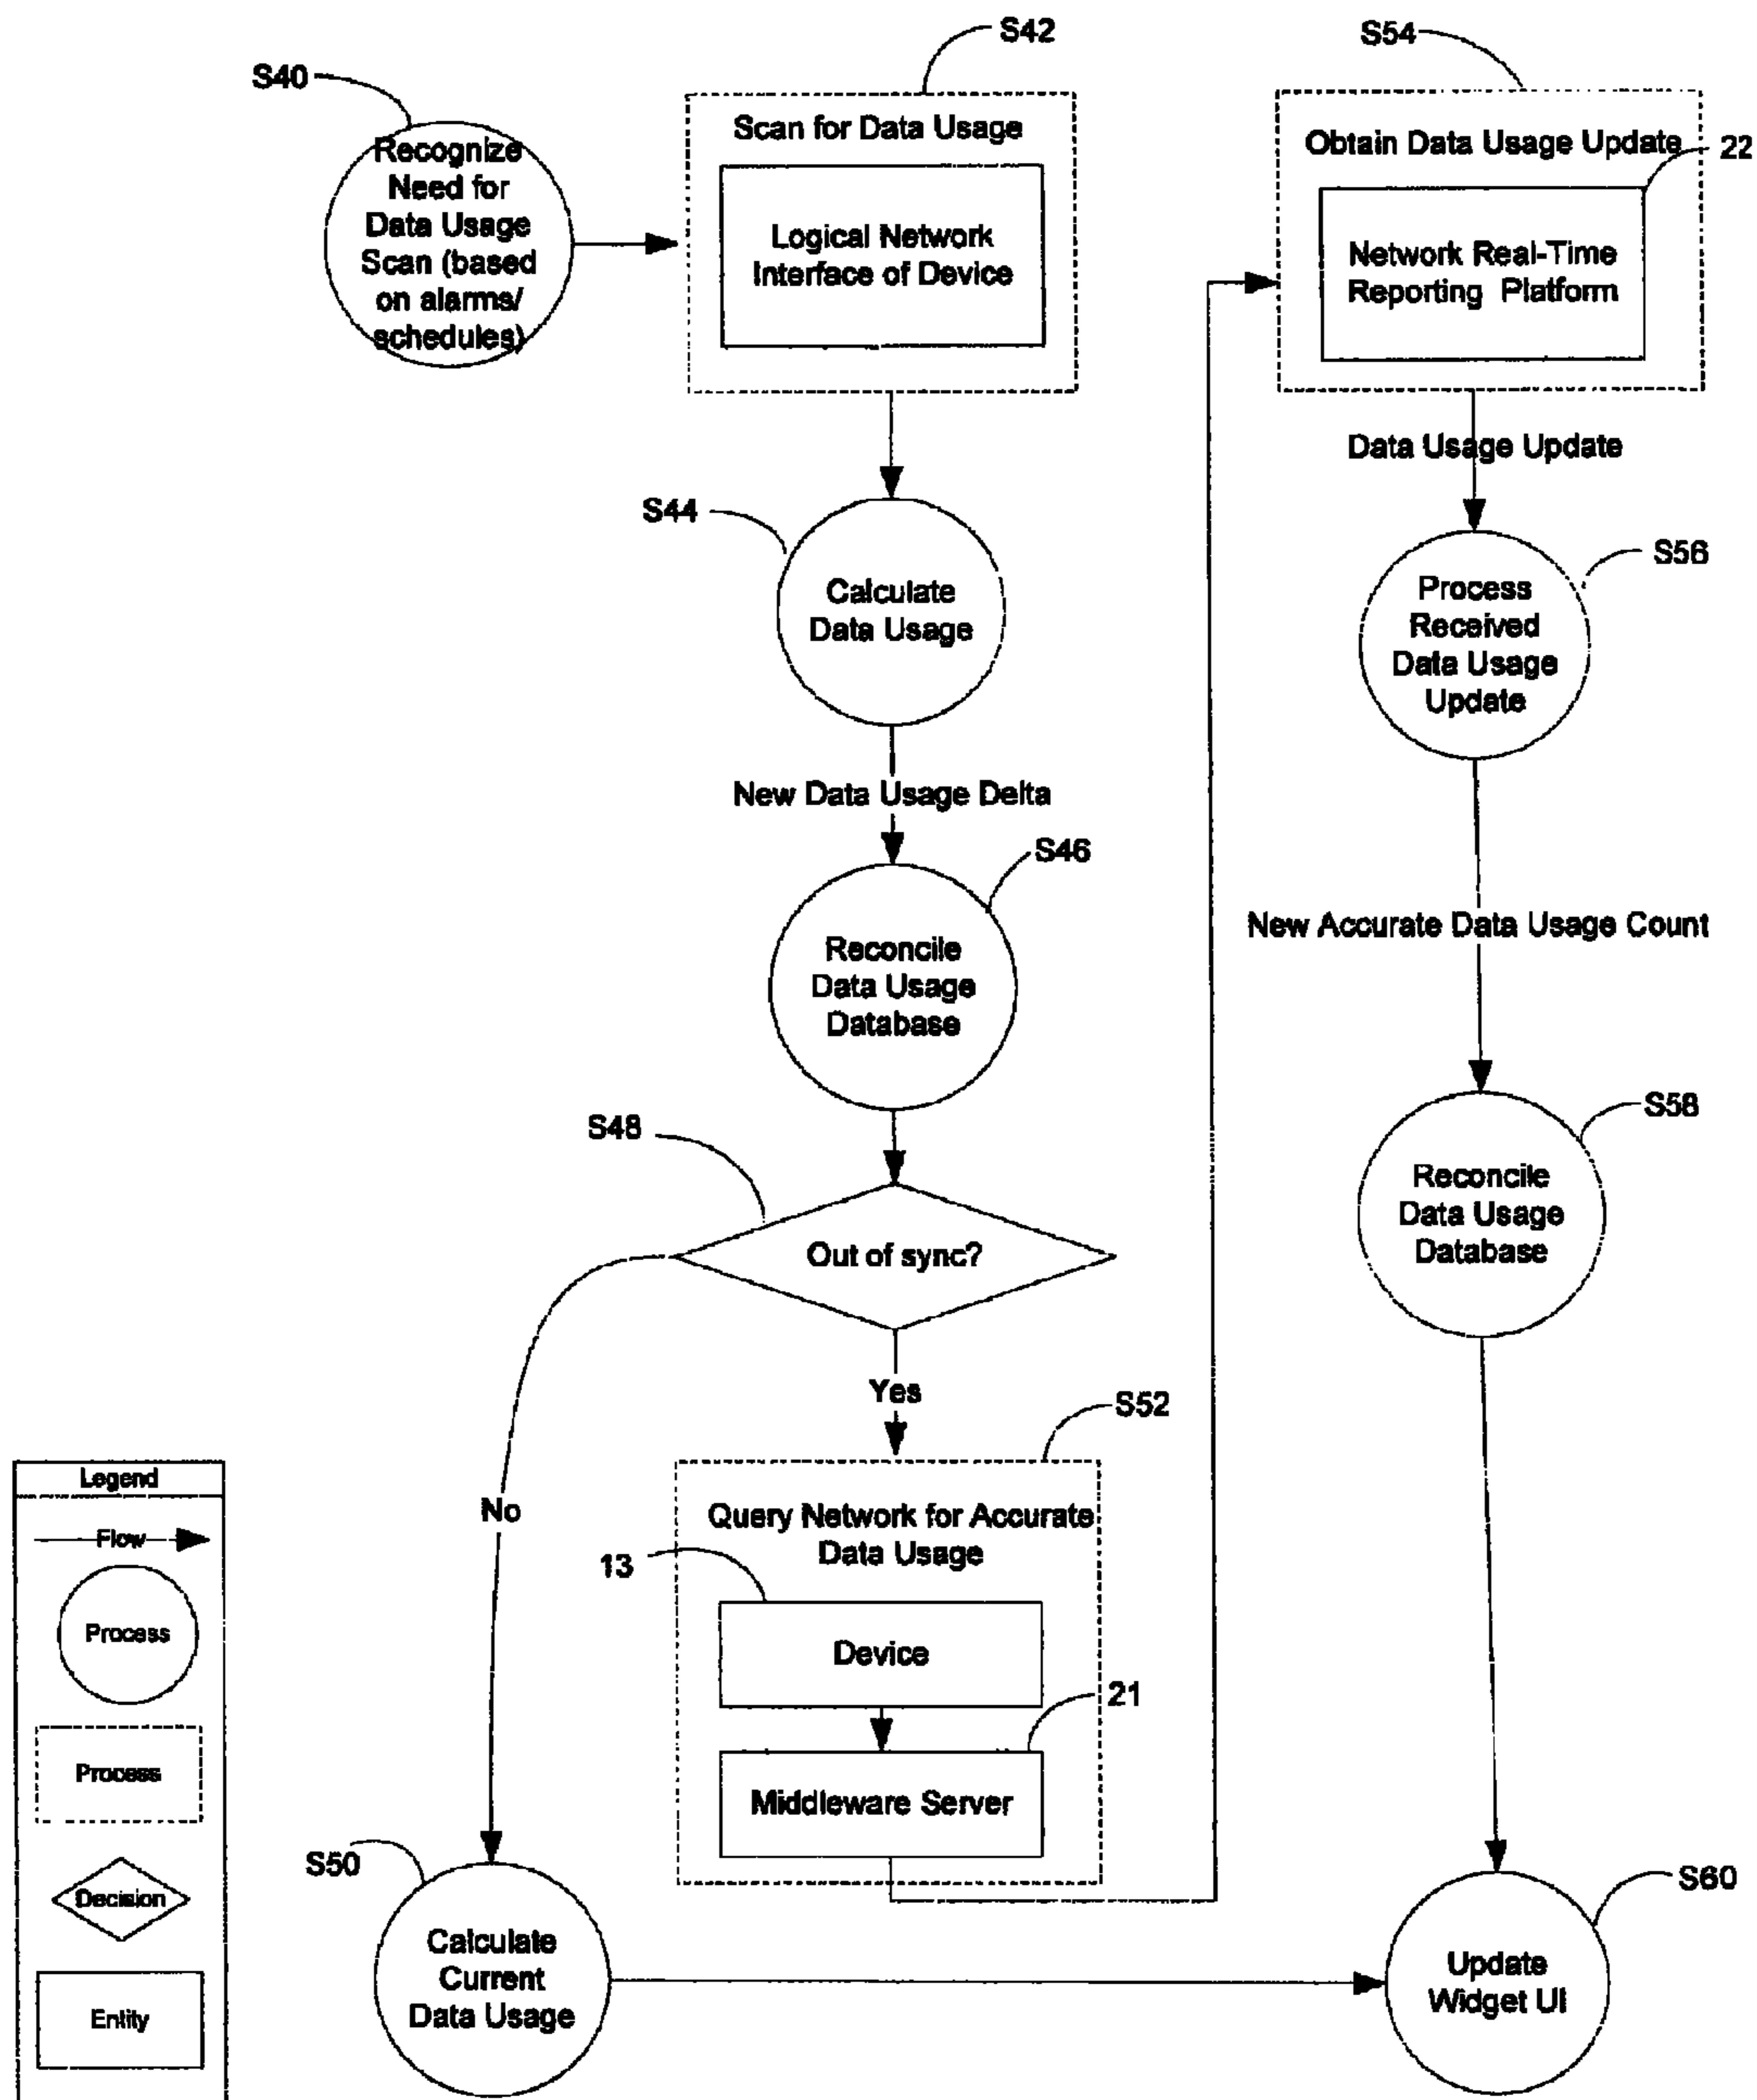 S42
S54
S40
Recognize
Need for
Data Usage
Scan (based
on alarms/
schedules)
Scan for Data Usage
Logical Network
Interface of Device
Obtain Data Usage Update
22
Network Real-Time
Reporting Platform
Data Usage Update
S44
Calculate
Data Usage
S56
Process
Received
Data Usage
Update
New Data Usage Delta
S46
Reconcile
Data Usage
Database
New Accurate Data Usage Count
S58
Reconcile
Data Usage
Database
S48
Out of sync?
Yes
No
S52
Query Network for Accurate
Data Usage
13
Device
21
Middleware Server
S50
Calculate
Current
Data Usage
S60
Update
Widget UI
Legend
Flow
Process
Process
Decision
Entity